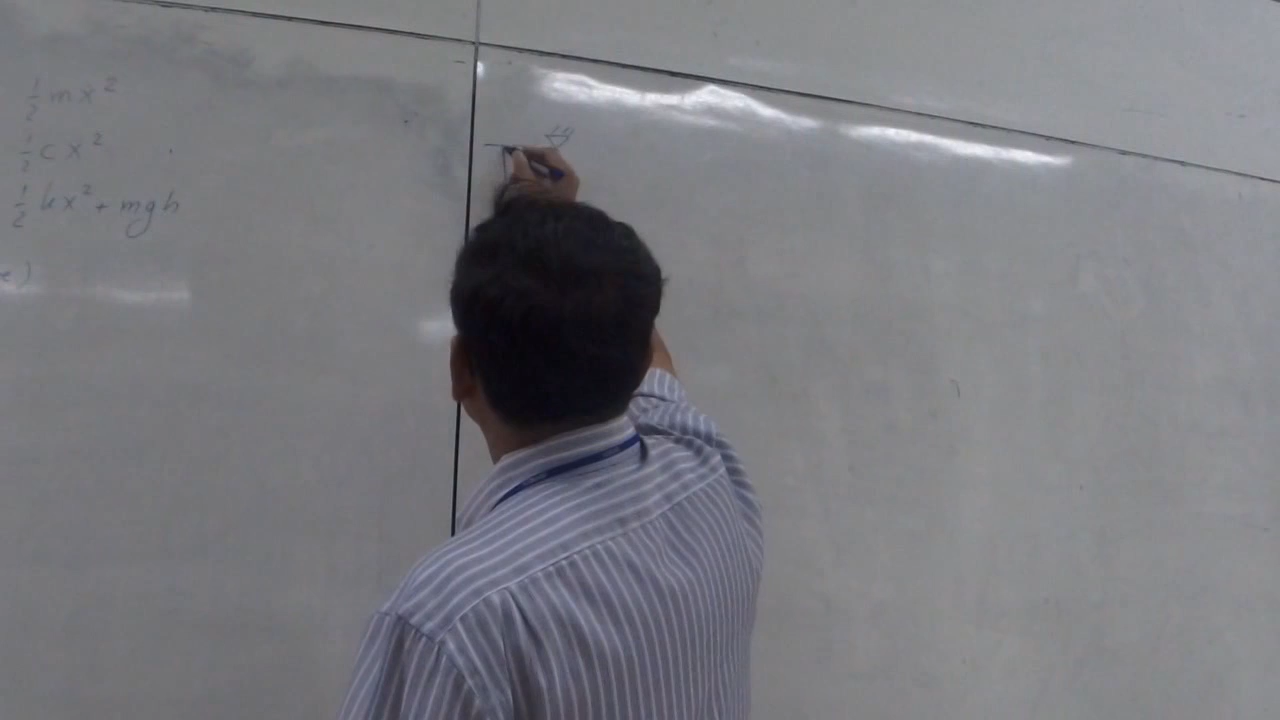 ½ m x²
½ c x²
½ k x² + mgh
e)